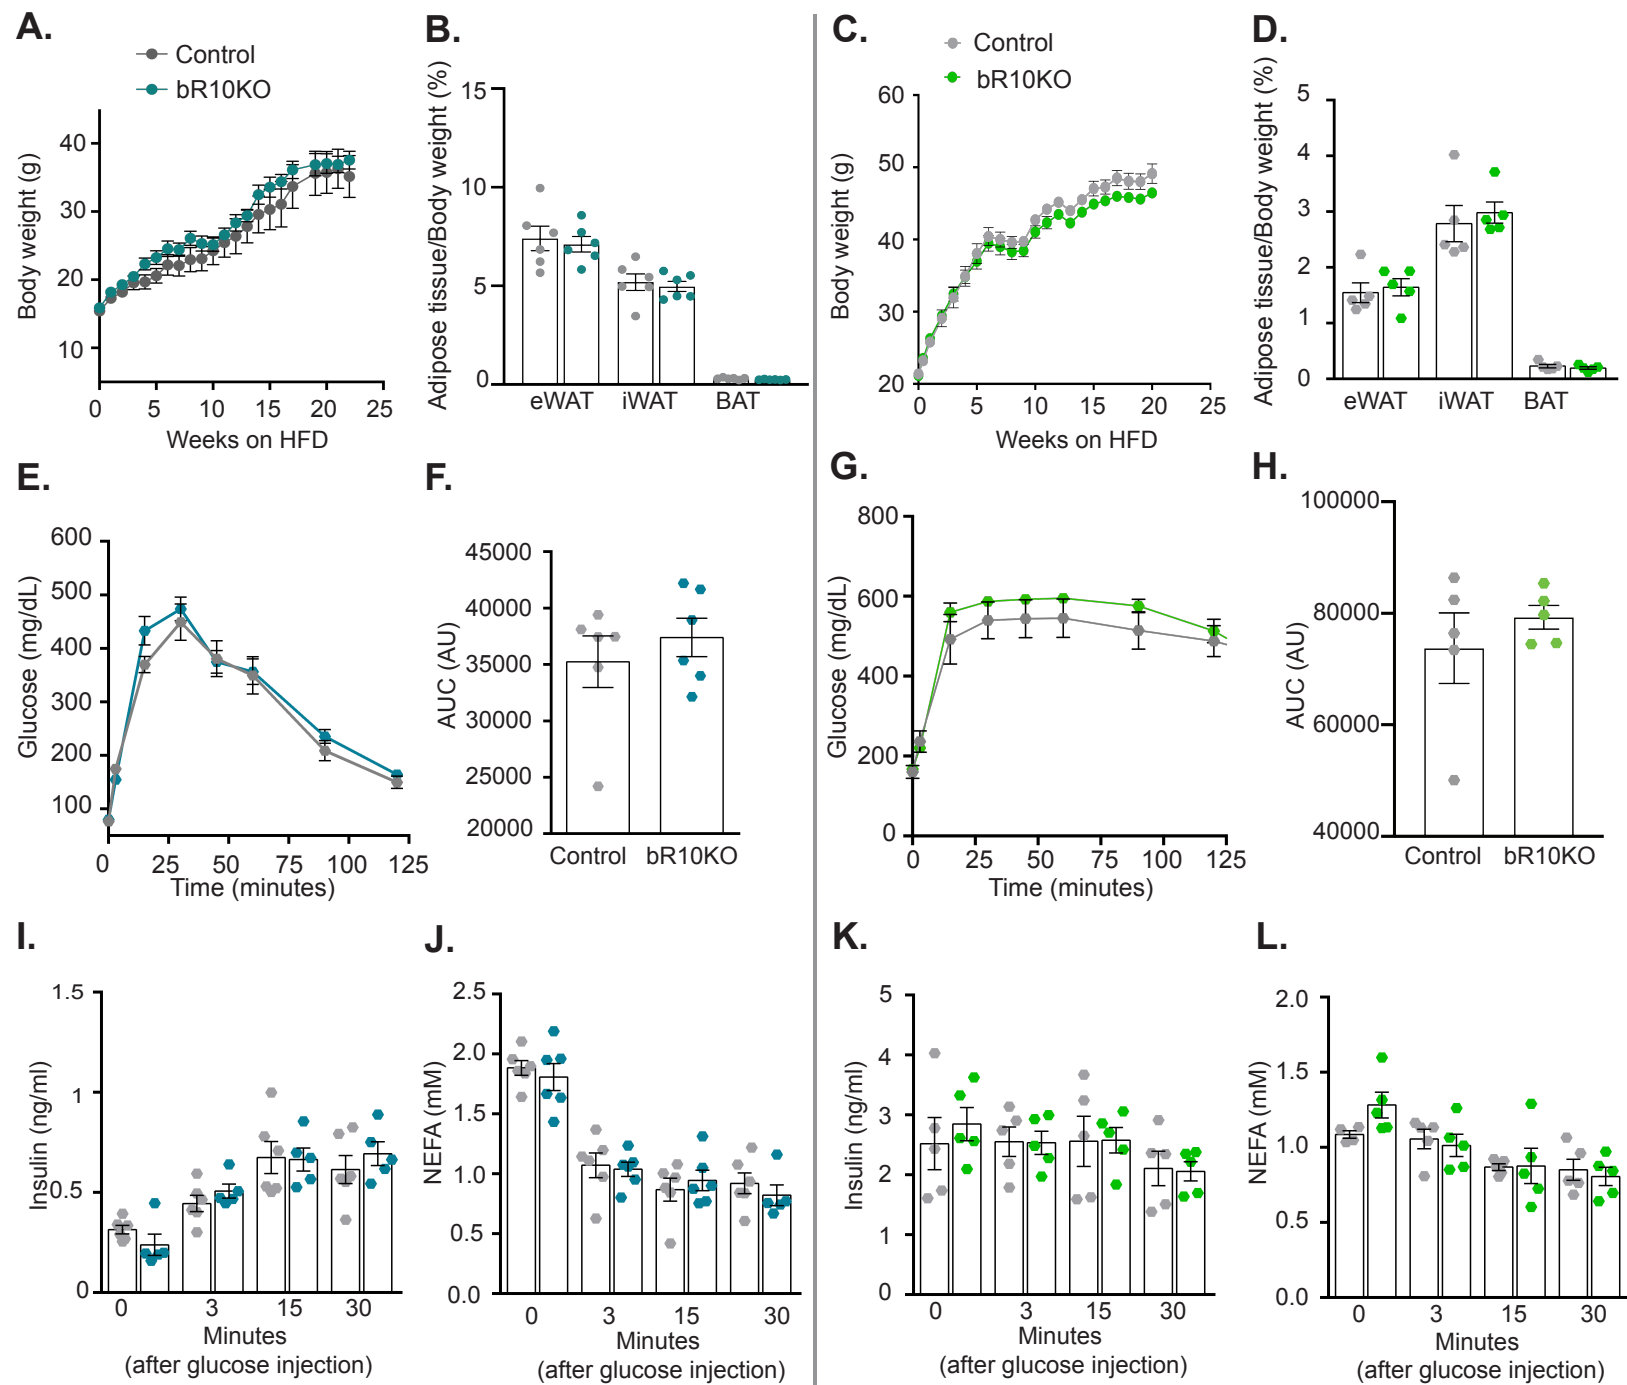 A.
Control
bR10KO
Body weight (g)
40
30
20
10
0 5 10 15 20 25
Weeks on HFD
B.
Adipose tissue/Body weight (%)
15
10
5
0
eWAT iWAT BAT
C.
Control
bR10KO
Body weight (g)
60
50
40
30
20
0 5 10 15 20 25
Weeks on HFD
D.
Adipose tissue/Body weight (%)
5
4
3
2
1
0
eWAT iWAT BAT
E.
Glucose (mg/dL)
600
500
400
300
200
100
0 25 50 75 100 125
Time (minutes)
F.
AUC (AU)
45000
40000
35000
30000
25000
20000
Control bR10KO
G.
Glucose (mg/dL)
800
600
400
200
0
0 25 50 75 100 125
Time (minutes)
H.
AUC (AU)
100000
80000
60000
40000
Control bR10KO
I.
Insulin (ng/ml)
1.5
1
0.5
0
0 3 15 30
Minutes
(after glucose injection)
J.
NEFA (mM)
2.5
2.0
1.5
1.0
0.5
0.0
0 3 15 30
Minutes
(after glucose injection)
K.
Insulin (ng/ml)
5
4
3
2
1
0
0 3 15 30
Minutes
(after glucose injection)
L.
NEFA (mM)
2.0
1.5
1.0
0.5
0.0
0 3 15 30
Minutes
(after glucose injection)